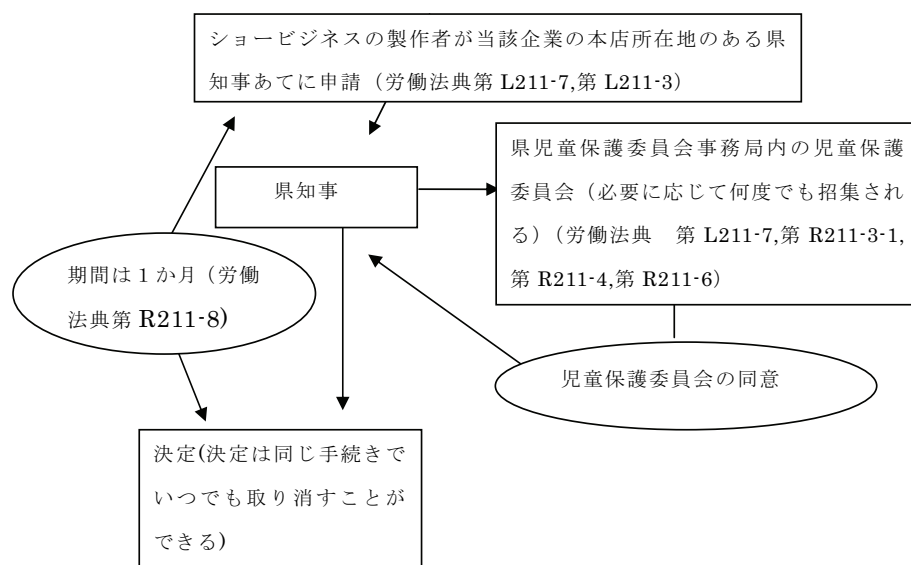 ショービジネスの製作者が当該企業の本店所在地のある県
知事あてに申請（労働法典第 L211-7,第 L211-3）
県児童保護委員会事務局内の児童保護
委員会（必要に応じて何度でも招集され
る）（労働法典　第 L211-7,第 R211-3-1,
第 R211-4,第 R211-6）
県知事
期間は１か月（労働
法典第 R211-8)
児童保護委員会の同意
決定(決定は同じ手続きで
いつでも取り消すことが
できる)